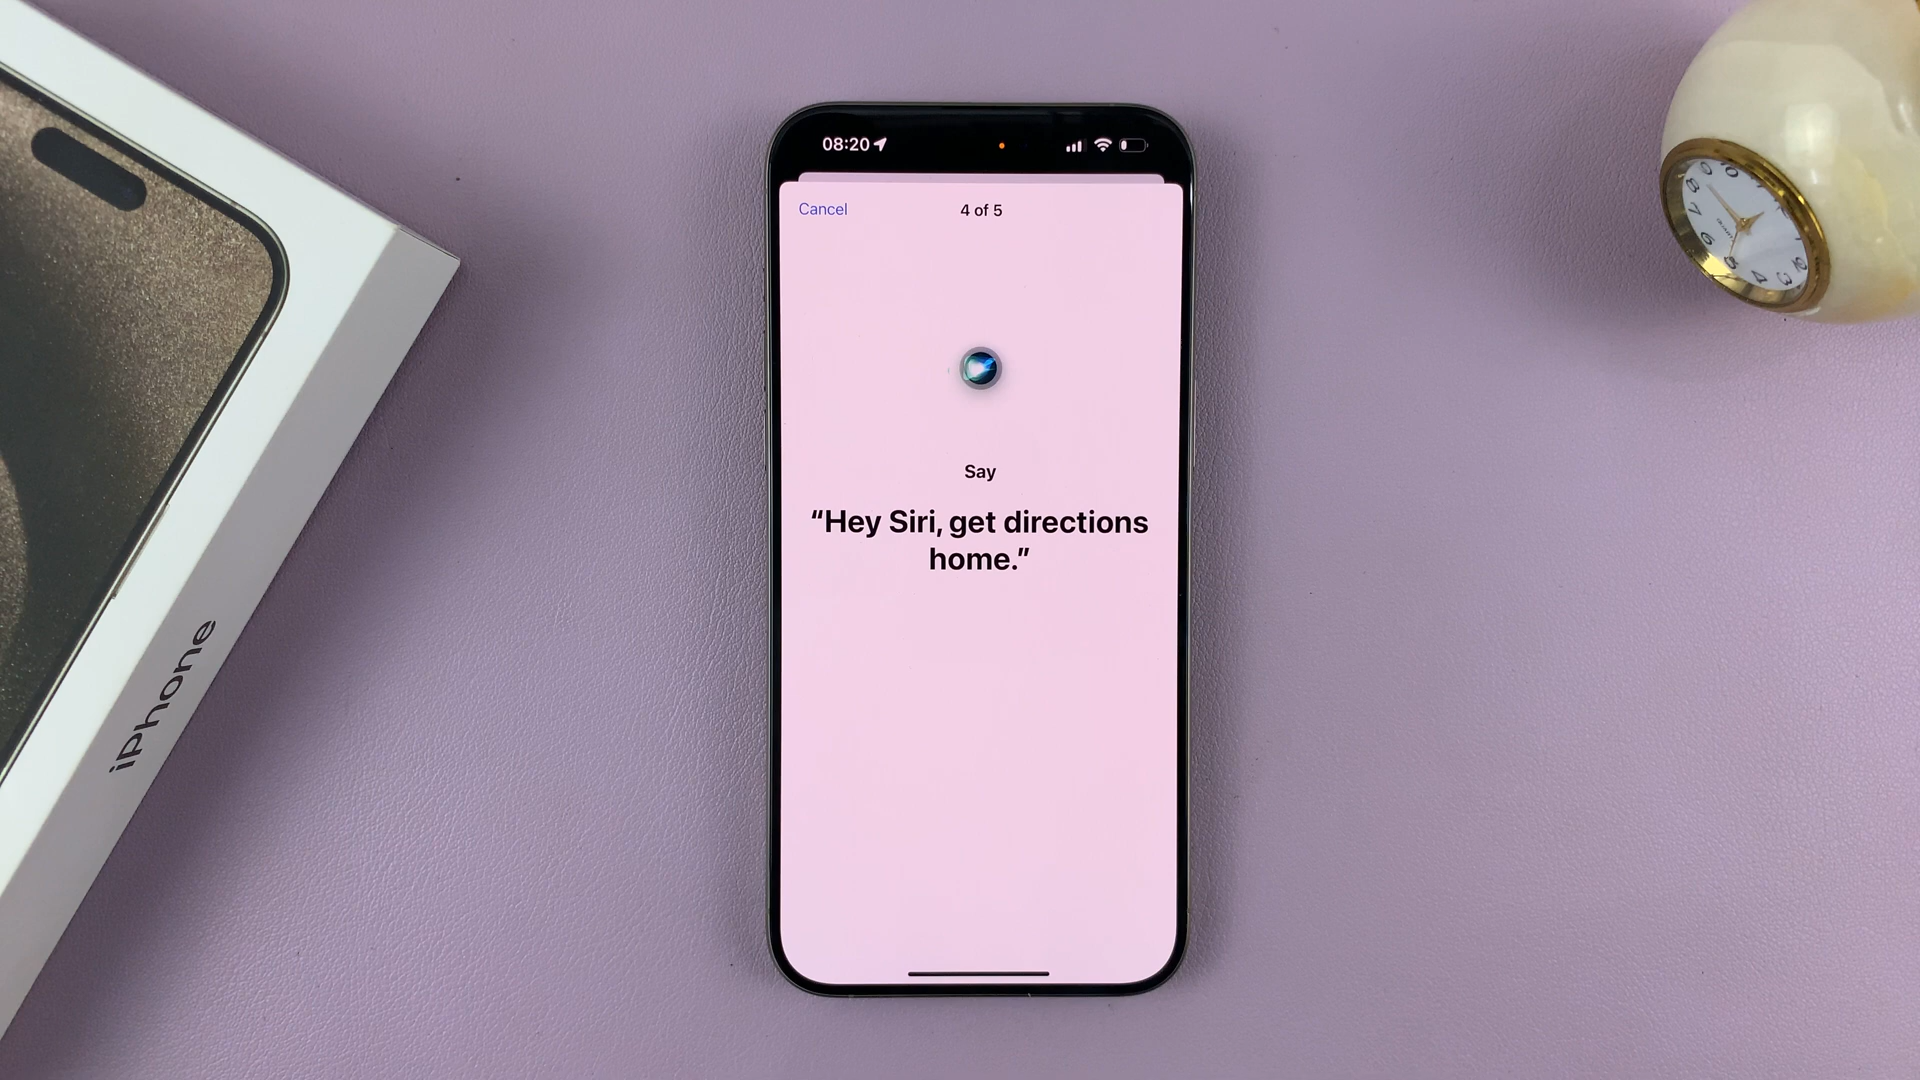 08:20
Cancel
4 of 5
Say
“Hey Siri, get directions
home.”
iPhone